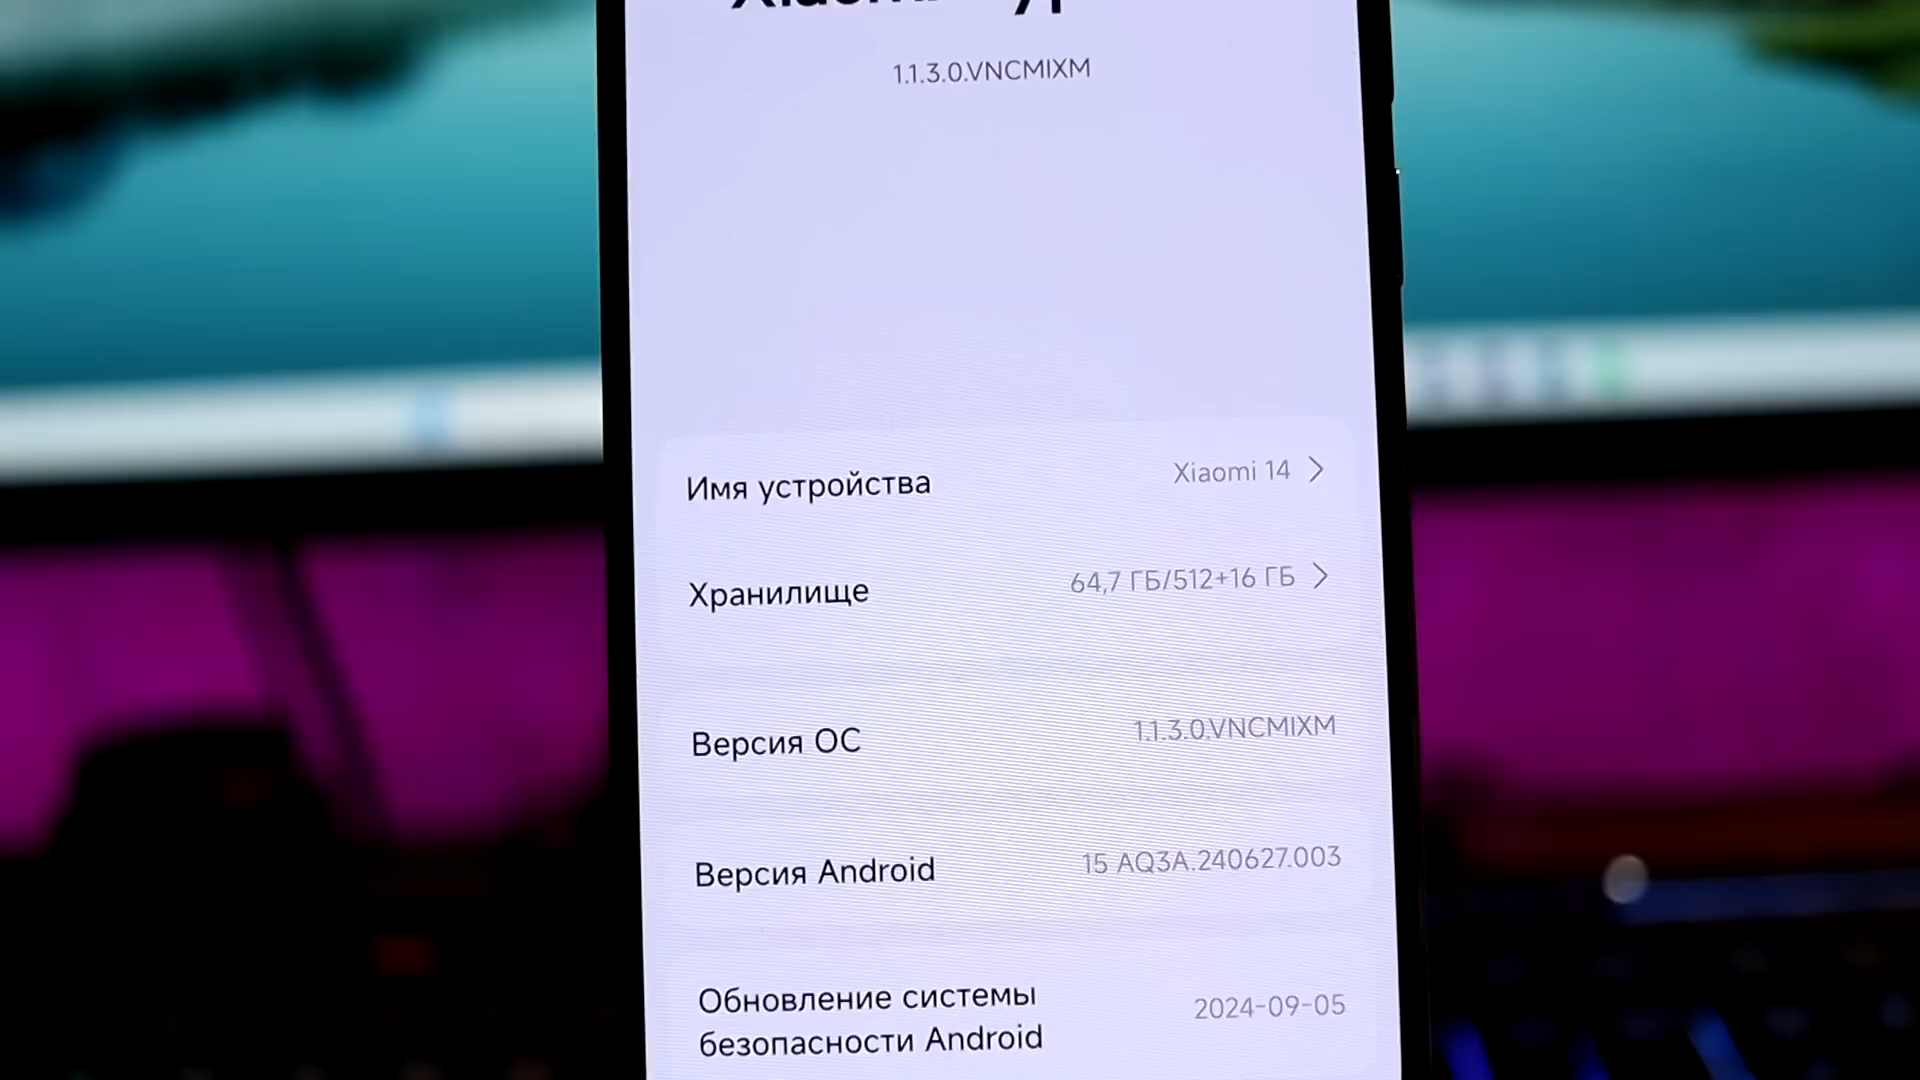 1.1.3.0.VNCMIXM
Имя устройства
Xiaomi 14
Хранилище
64,7 ГБ/512+16 ГБ
Версия ОС
1.1.3.0.VNCMIXM
Версия Android
15 AQ3A.240627.003
Обновление системы
безопасности Android
2024-09-05